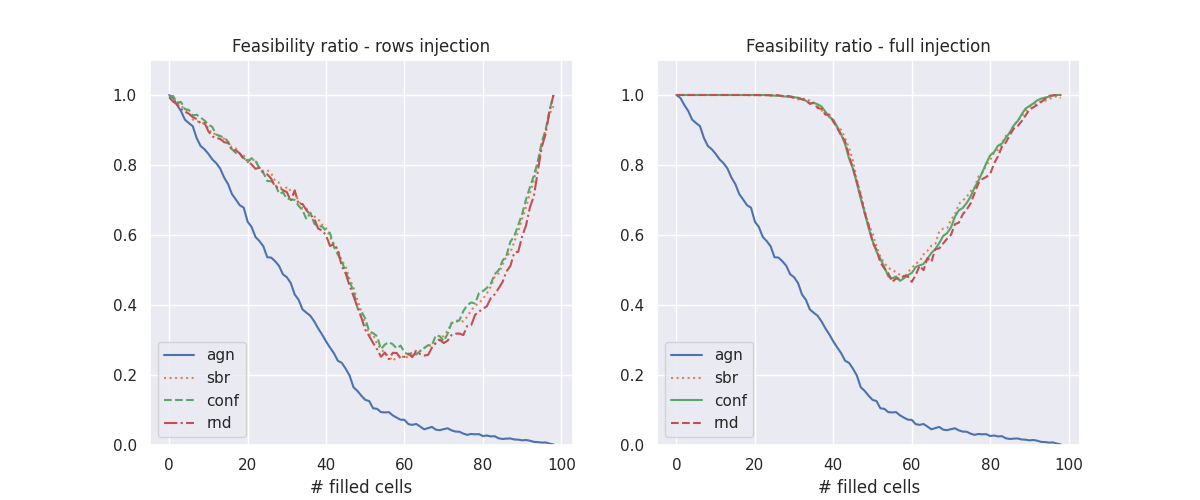 Feasibility ratio - rows injection
1.0
0.8
0.6
0.4
0.2
0.0
agn
sbr
conf
rnd
0 20 40 60 80 100
# filled cells
Feasibility ratio - full injection
1.0
0.8
0.6
0.4
0.2
0.0
agn
sbr
conf
rnd
0 20 40 60 80 100
# filled cells